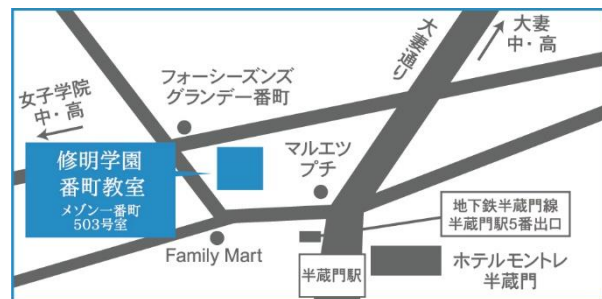 大妻通り
大妻
中・高
フォーシーズンズ
グランデ一番町
女子学院
中・高
修明学園
番町教室
メゾン一番町
503号室
マルエツ
プチ
地下鉄半蔵門線
半蔵門駅5番出口
Family Mart
半蔵門駅
ホテルモントレ
半蔵門